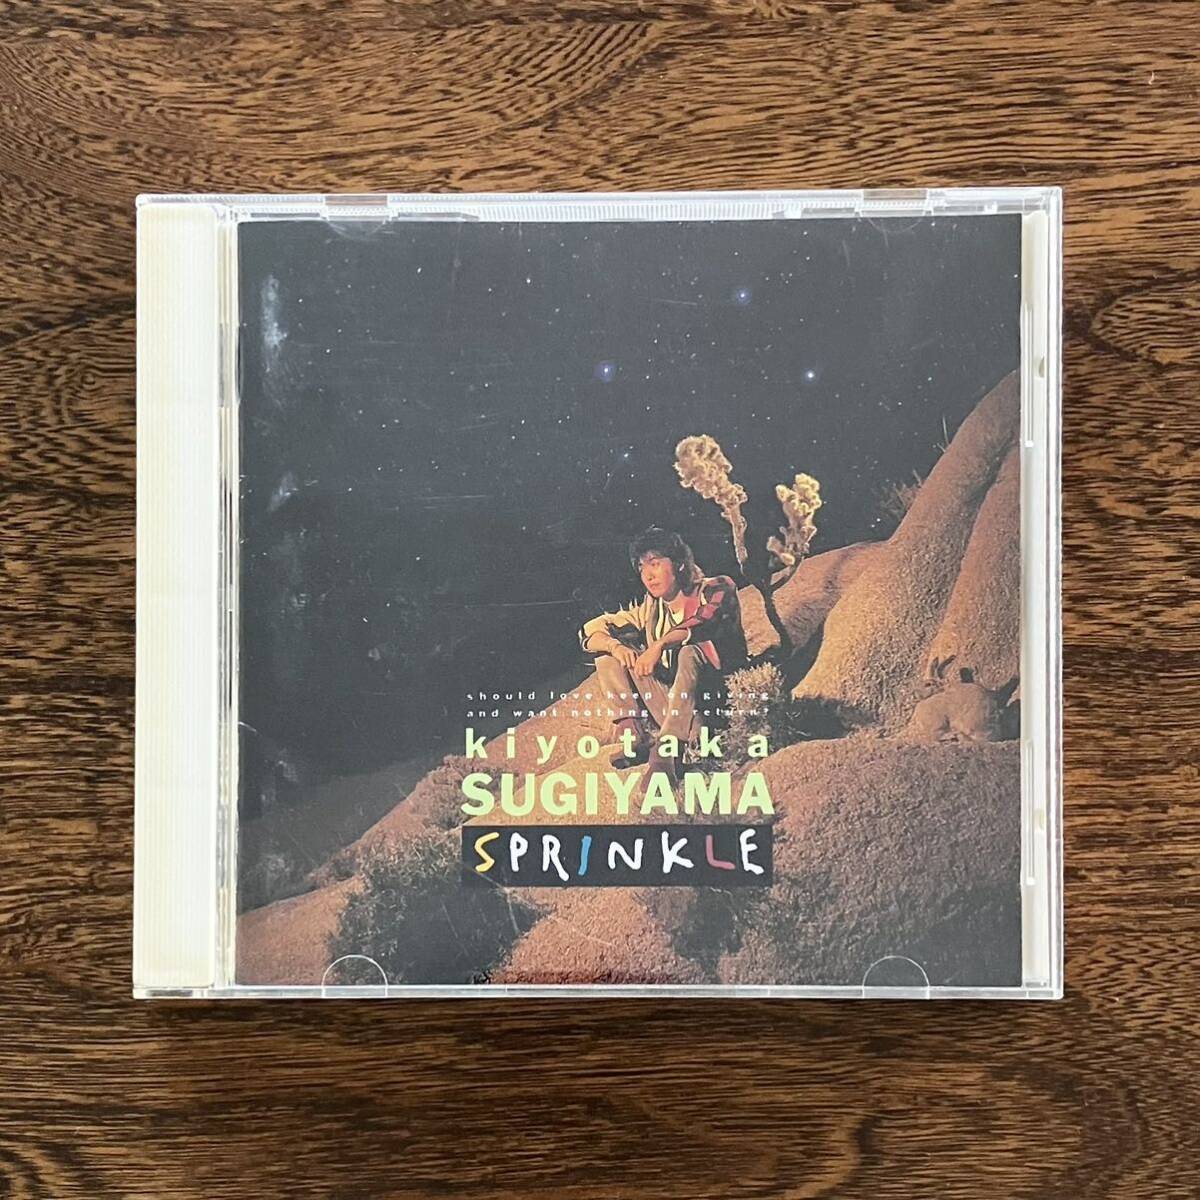 should love keep on giving
and want nothing in return?
kiyotaka
SUGIYAMA
SPRINKLE